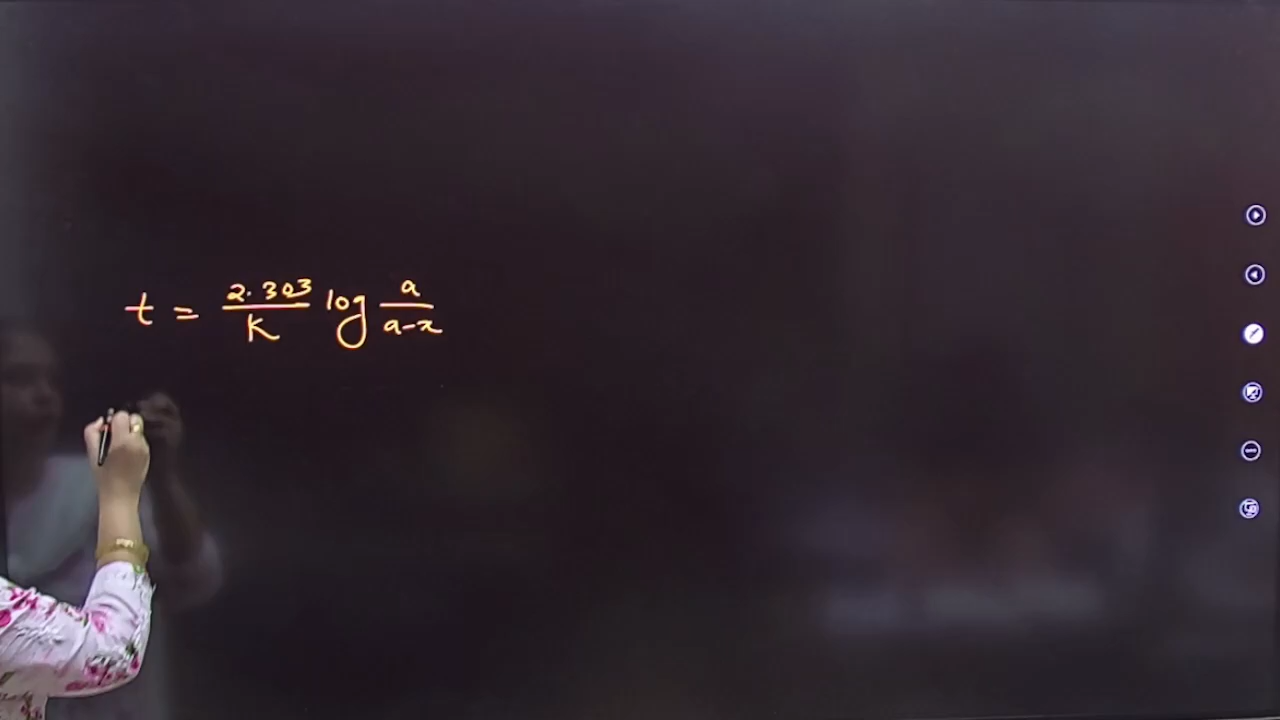 t = 2.303/K log a/a-x